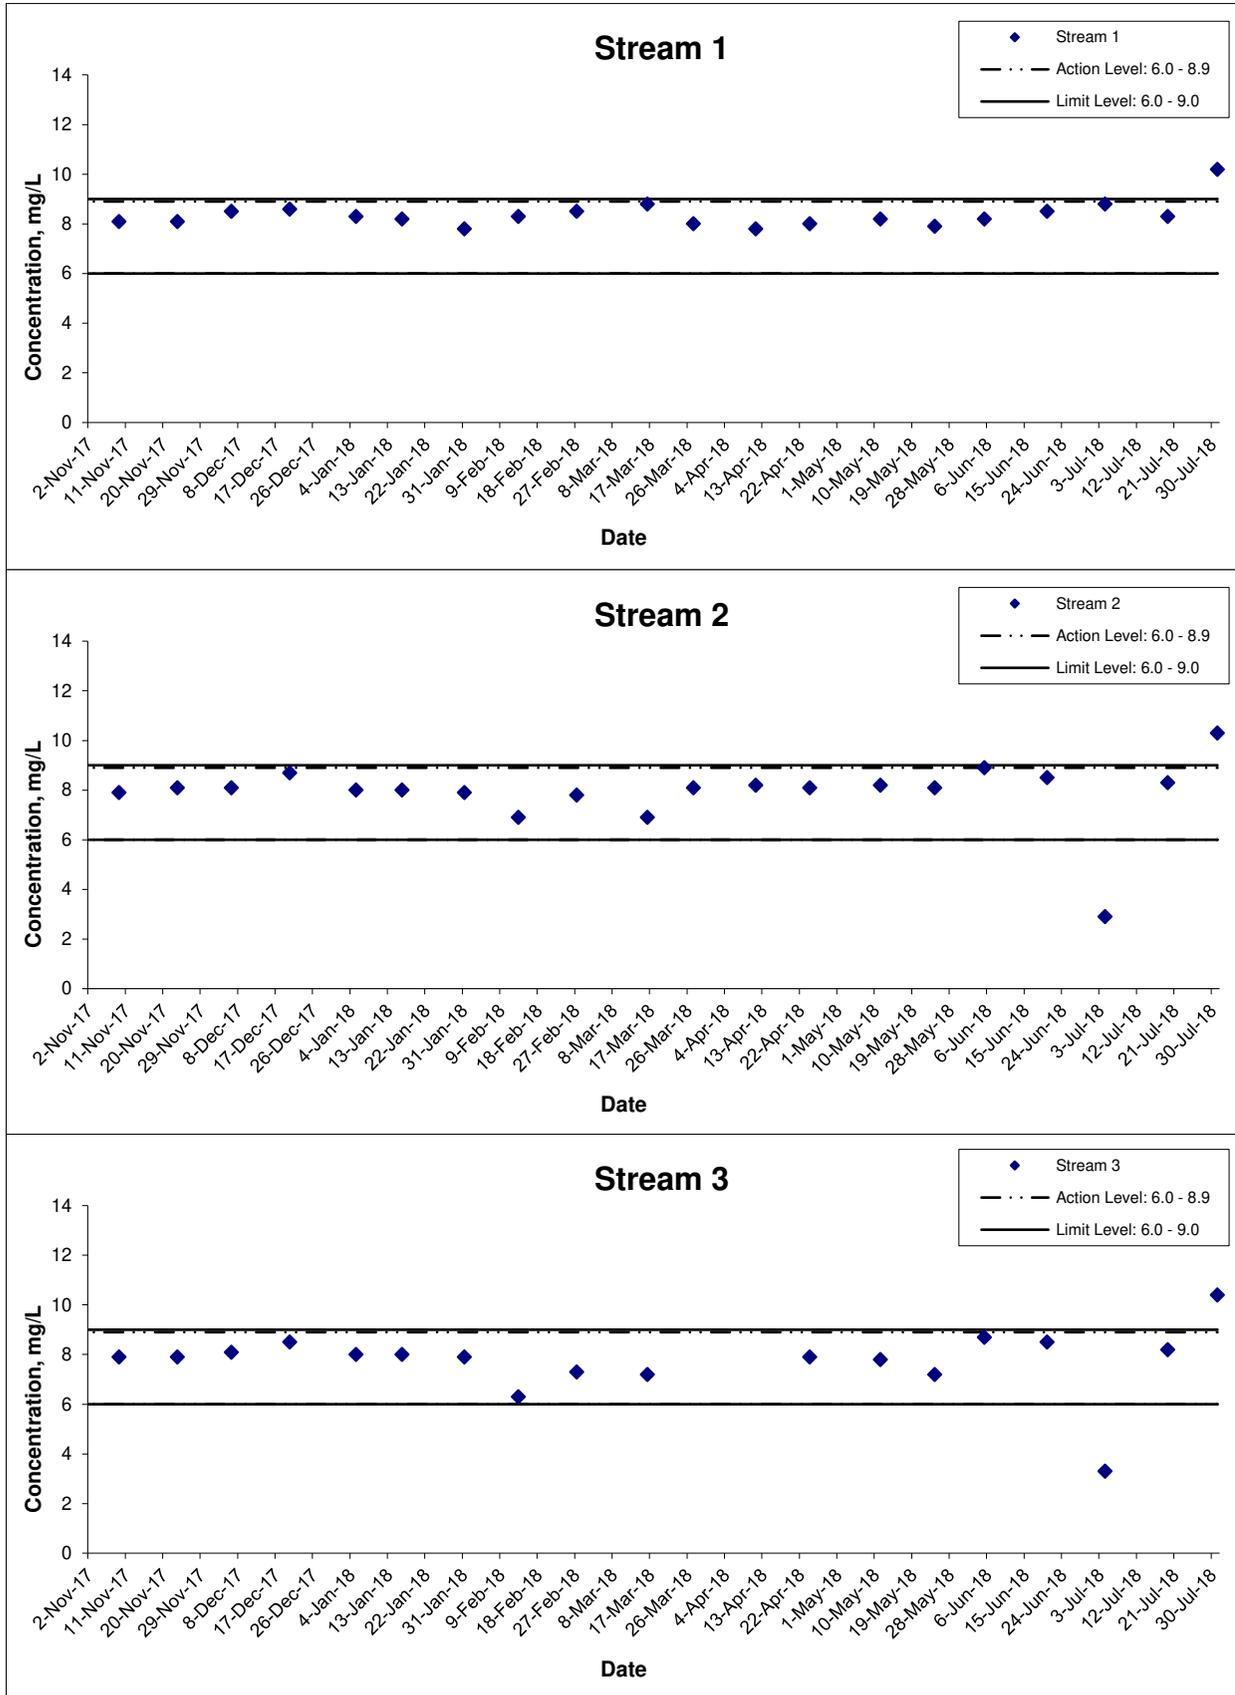 Stream 1
Stream 1
Action Level: 6.0 - 8.9
Limit Level: 6.0 - 9.0
Concentration, mg/L
14
12
10
8
6
4
2
0
2-Nov-17
11-Nov-17
20-Nov-17
29-Nov-17
8-Dec-17
17-Dec-17
26-Dec-17
4-Jan-18
13-Jan-18
22-Jan-18
31-Jan-18
9-Feb-18
18-Feb-18
27-Feb-18
8-Mar-18
17-Mar-18
26-Mar-18
4-Apr-18
13-Apr-18
22-Apr-18
1-May-18
10-May-18
19-May-18
28-May-18
6-Jun-18
15-Jun-18
24-Jun-18
3-Jul-18
12-Jul-18
21-Jul-18
30-Jul-18
Date
Stream 2
Stream 2
Action Level: 6.0 - 8.9
Limit Level: 6.0 - 9.0
Concentration, mg/L
14
12
10
8
6
4
2
0
2-Nov-17
11-Nov-17
20-Nov-17
29-Nov-17
8-Dec-17
17-Dec-17
26-Dec-17
4-Jan-18
13-Jan-18
22-Jan-18
31-Jan-18
9-Feb-18
18-Feb-18
27-Feb-18
8-Mar-18
17-Mar-18
26-Mar-18
4-Apr-18
13-Apr-18
22-Apr-18
1-May-18
10-May-18
19-May-18
28-May-18
6-Jun-18
15-Jun-18
24-Jun-18
3-Jul-18
12-Jul-18
21-Jul-18
30-Jul-18
Date
Stream 3
Stream 3
Action Level: 6.0 - 8.9
Limit Level: 6.0 - 9.0
Concentration, mg/L
14
12
10
8
6
4
2
0
2-Nov-17
11-Nov-17
20-Nov-17
29-Nov-17
8-Dec-17
17-Dec-17
26-Dec-17
4-Jan-18
13-Jan-18
22-Jan-18
31-Jan-18
9-Feb-18
18-Feb-18
27-Feb-18
8-Mar-18
17-Mar-18
26-Mar-18
4-Apr-18
13-Apr-18
22-Apr-18
1-May-18
10-May-18
19-May-18
28-May-18
6-Jun-18
15-Jun-18
24-Jun-18
3-Jul-18
12-Jul-18
21-Jul-18
30-Jul-18
Date